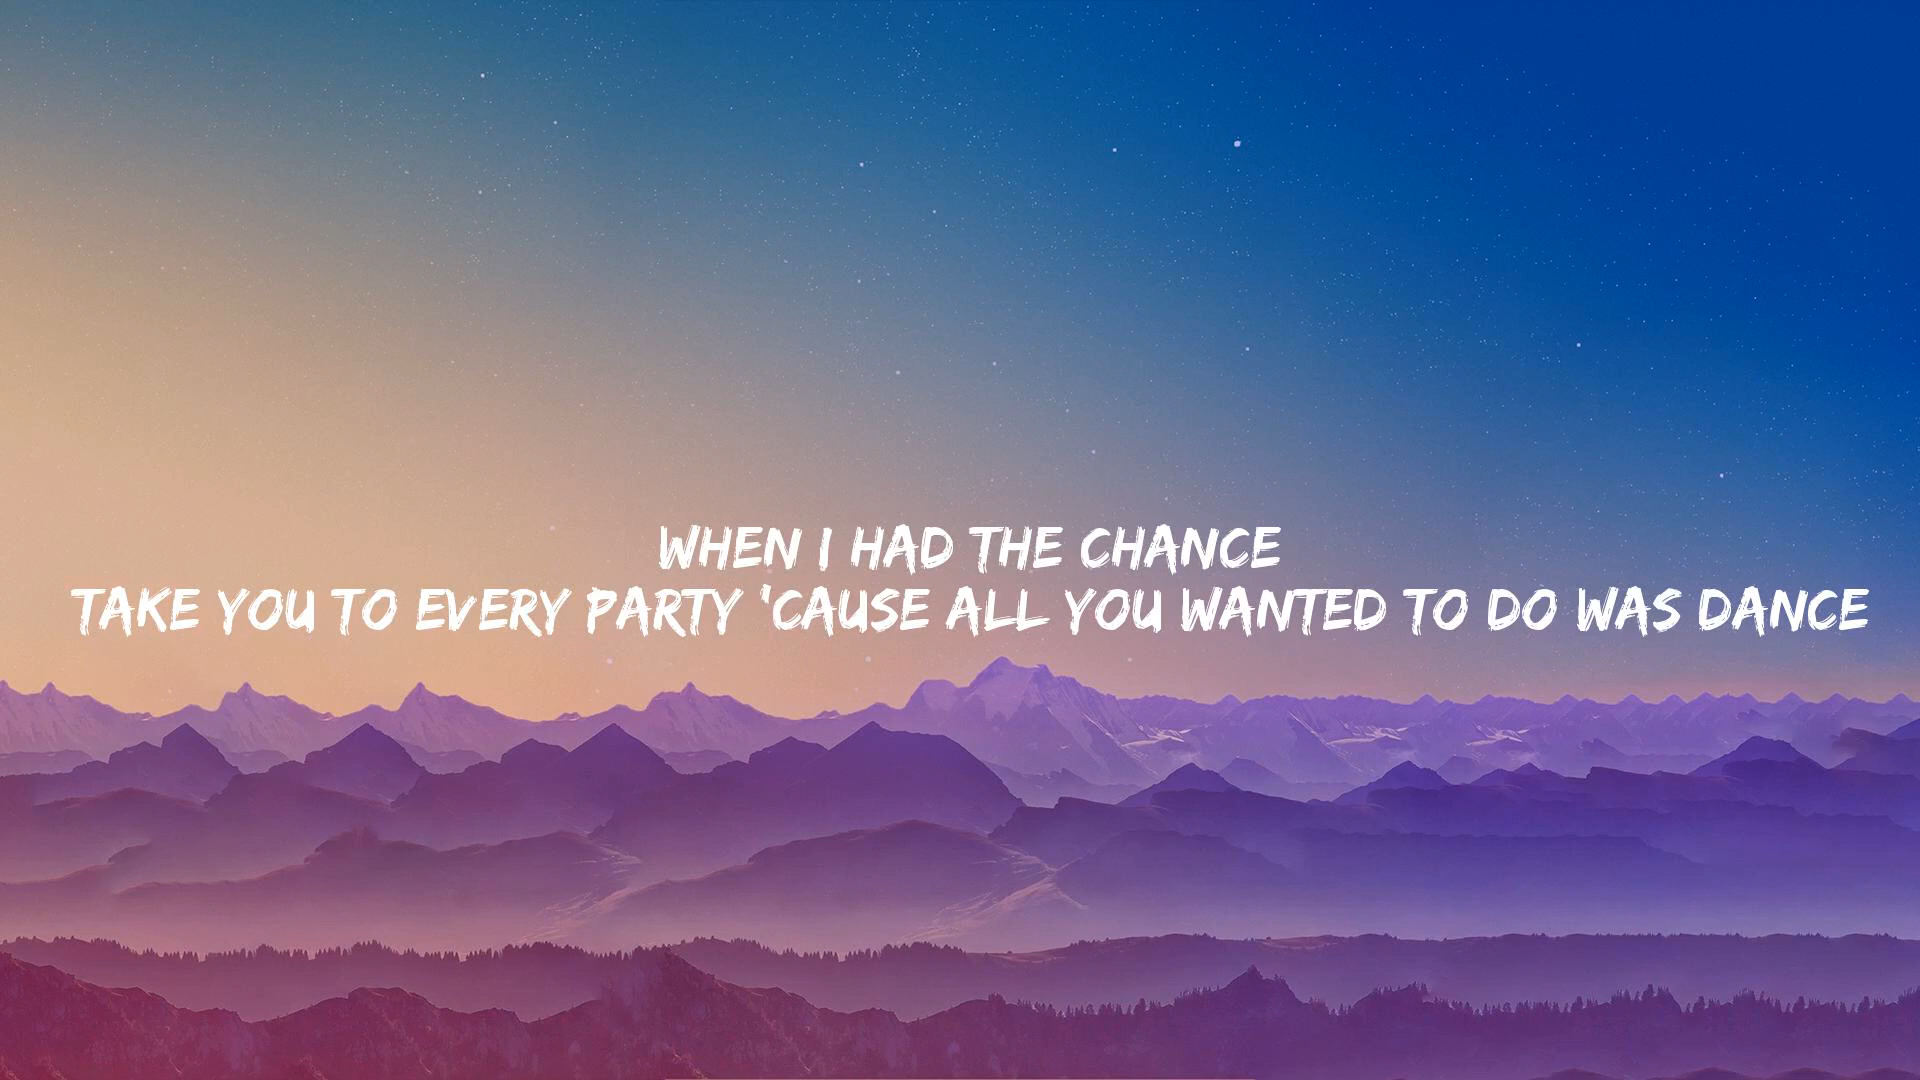 WHEN I HAD THE CHANCE
TAKE YOU TO EVERY PARTY 'CAUSE ALL YOU WANTED TO DO WAS DANCE